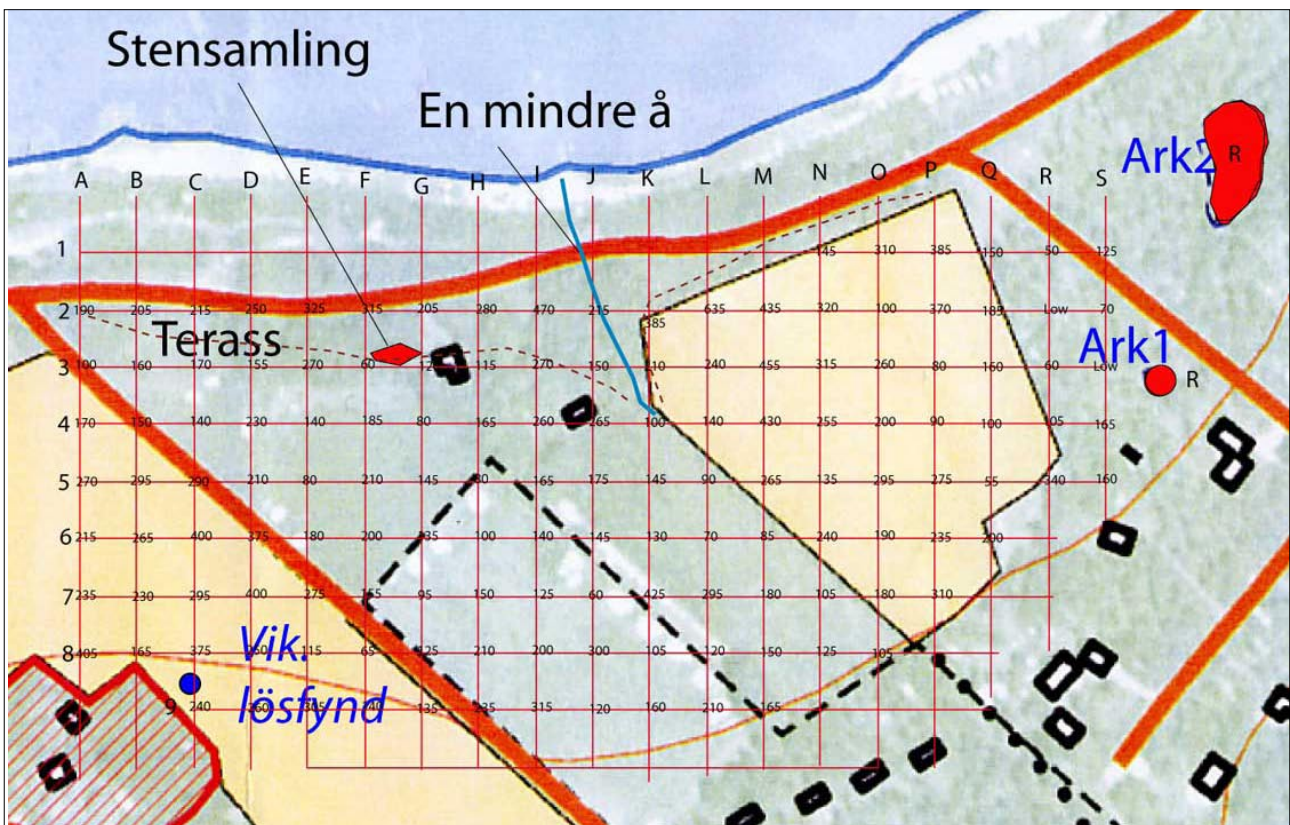 Stensamling
En mindre å
Ark2 R
A B C D E F G H I J K L M N O P Q R S
1 145 310 385 150 50 125
2 190 205 215 250 325 315 205 280 470 215 385 635 435 320 100 370 185 Low 70
Terass
Ark1
3 100 160 170 155 270 60 115 270 150 210 240 455 315 260 80 160 60 Low R
4 170 150 140 230 140 185 80 165 260 265 100 140 430 255 200 90 100 165
5 270 295 290 210 80 210 145 80 165 175 145 90 265 135 295 275 55 340 160
6 215 265 400 375 180 200 85 100 140 145 130 70 85 240 190 235 200
7 235 230 295 400 275 165 95 150 125 60 425 295 180 105 180 310
8 405 165 375 115 65 125 210 200 300 105 120 150 125 105
Vik.
lösfynd
9 240 135 235 315 120 160 210 165